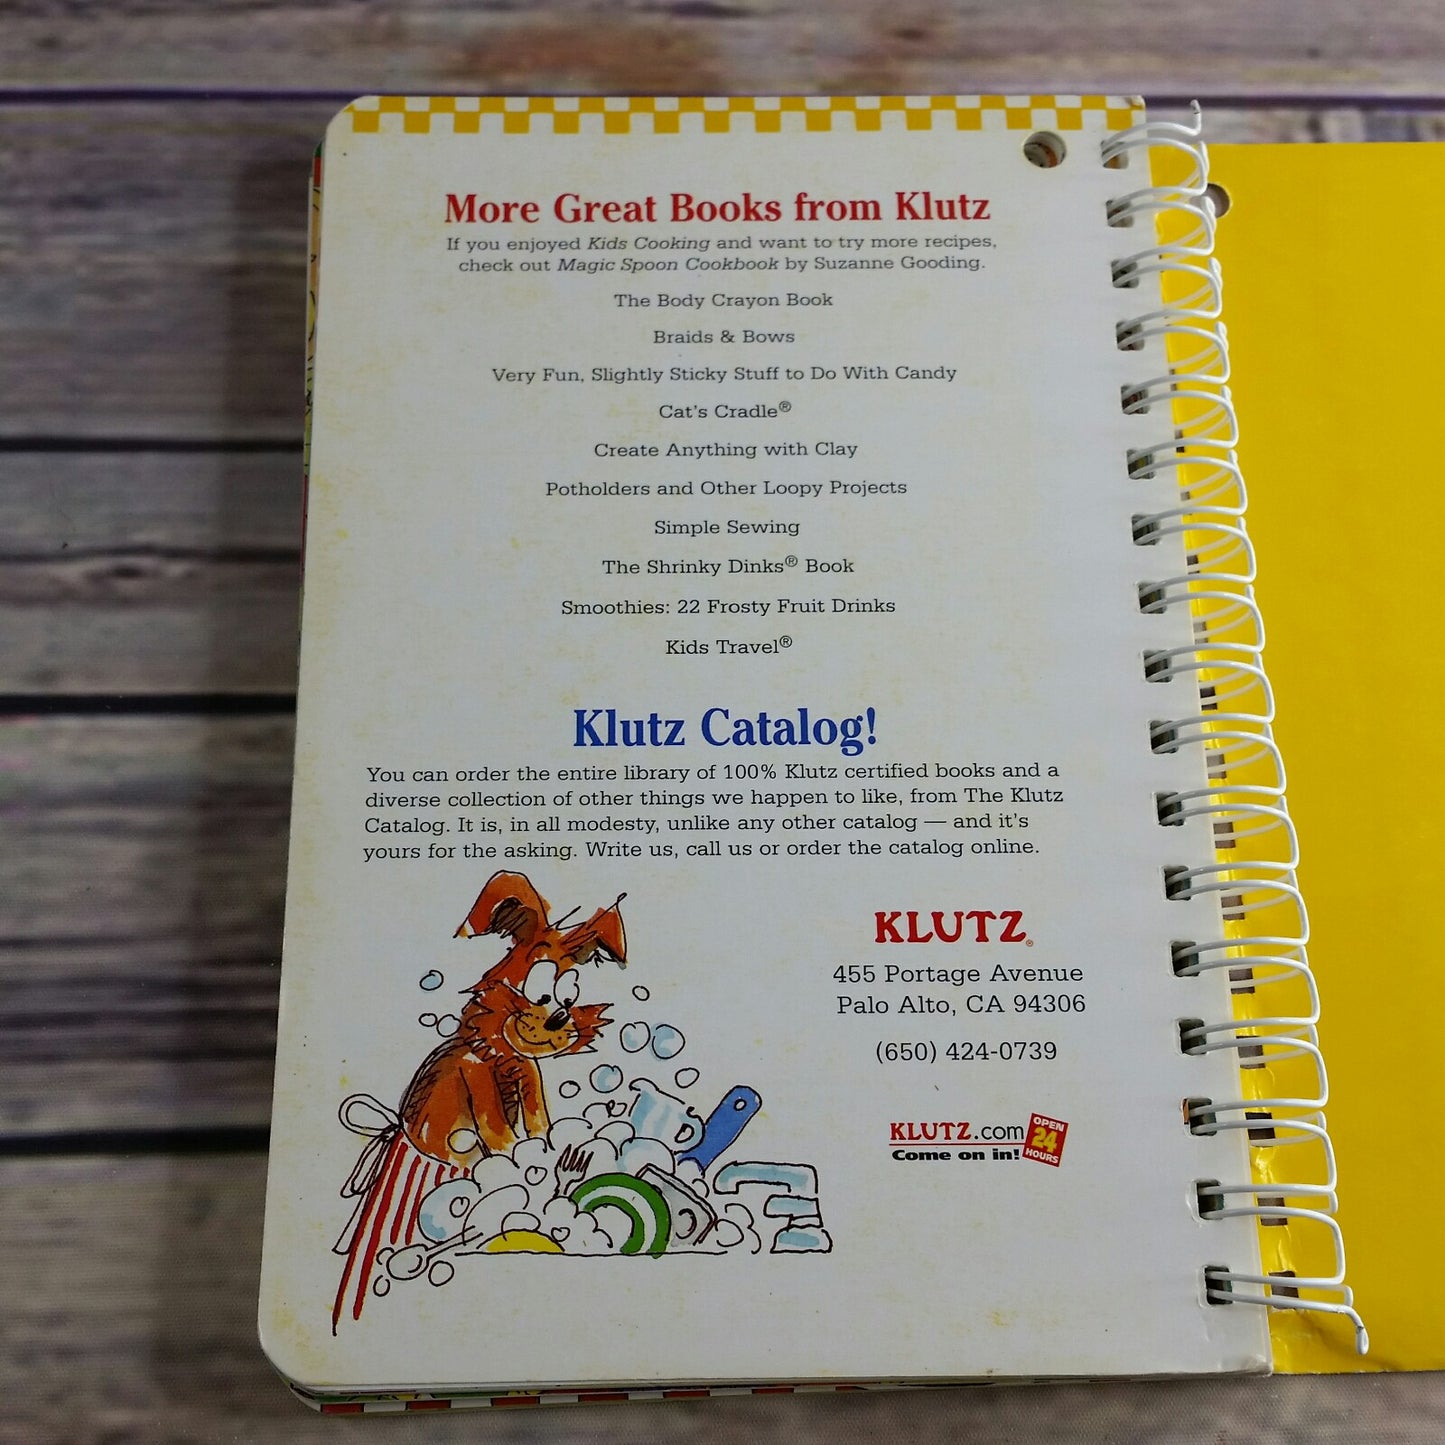 More Great Books from Klutz
If you enjoyed Kids Cooking and want to try more recipes,
check out Magic Spoon Cookbook by Suzanne Gooding.
The Body Crayon Book
Braids & Bows
Very Fun, Slightly Sticky Stuff to Do With Candy
Cat's Cradle®
Create Anything with Clay
Potholders and Other Loopy Projects
Simple Sewing
The Shrinky Dinks® Book
Smoothies: 22 Frosty Fruit Drinks
Kids Travel®
Klutz Catalog!
You can order the entire library of 100% Klutz certified books and a
diverse collection of other things we happen to like, from The Klutz
Catalog. It is, in all modesty, unlike any other catalog — and it's
yours for the asking. Write us, call us or order the catalog online.
KLUTZ®
455 Portage Avenue
Palo Alto, CA 94306
(650) 424-0739
KLUTZ.com
Come on in!
OPEN
24
HOURS